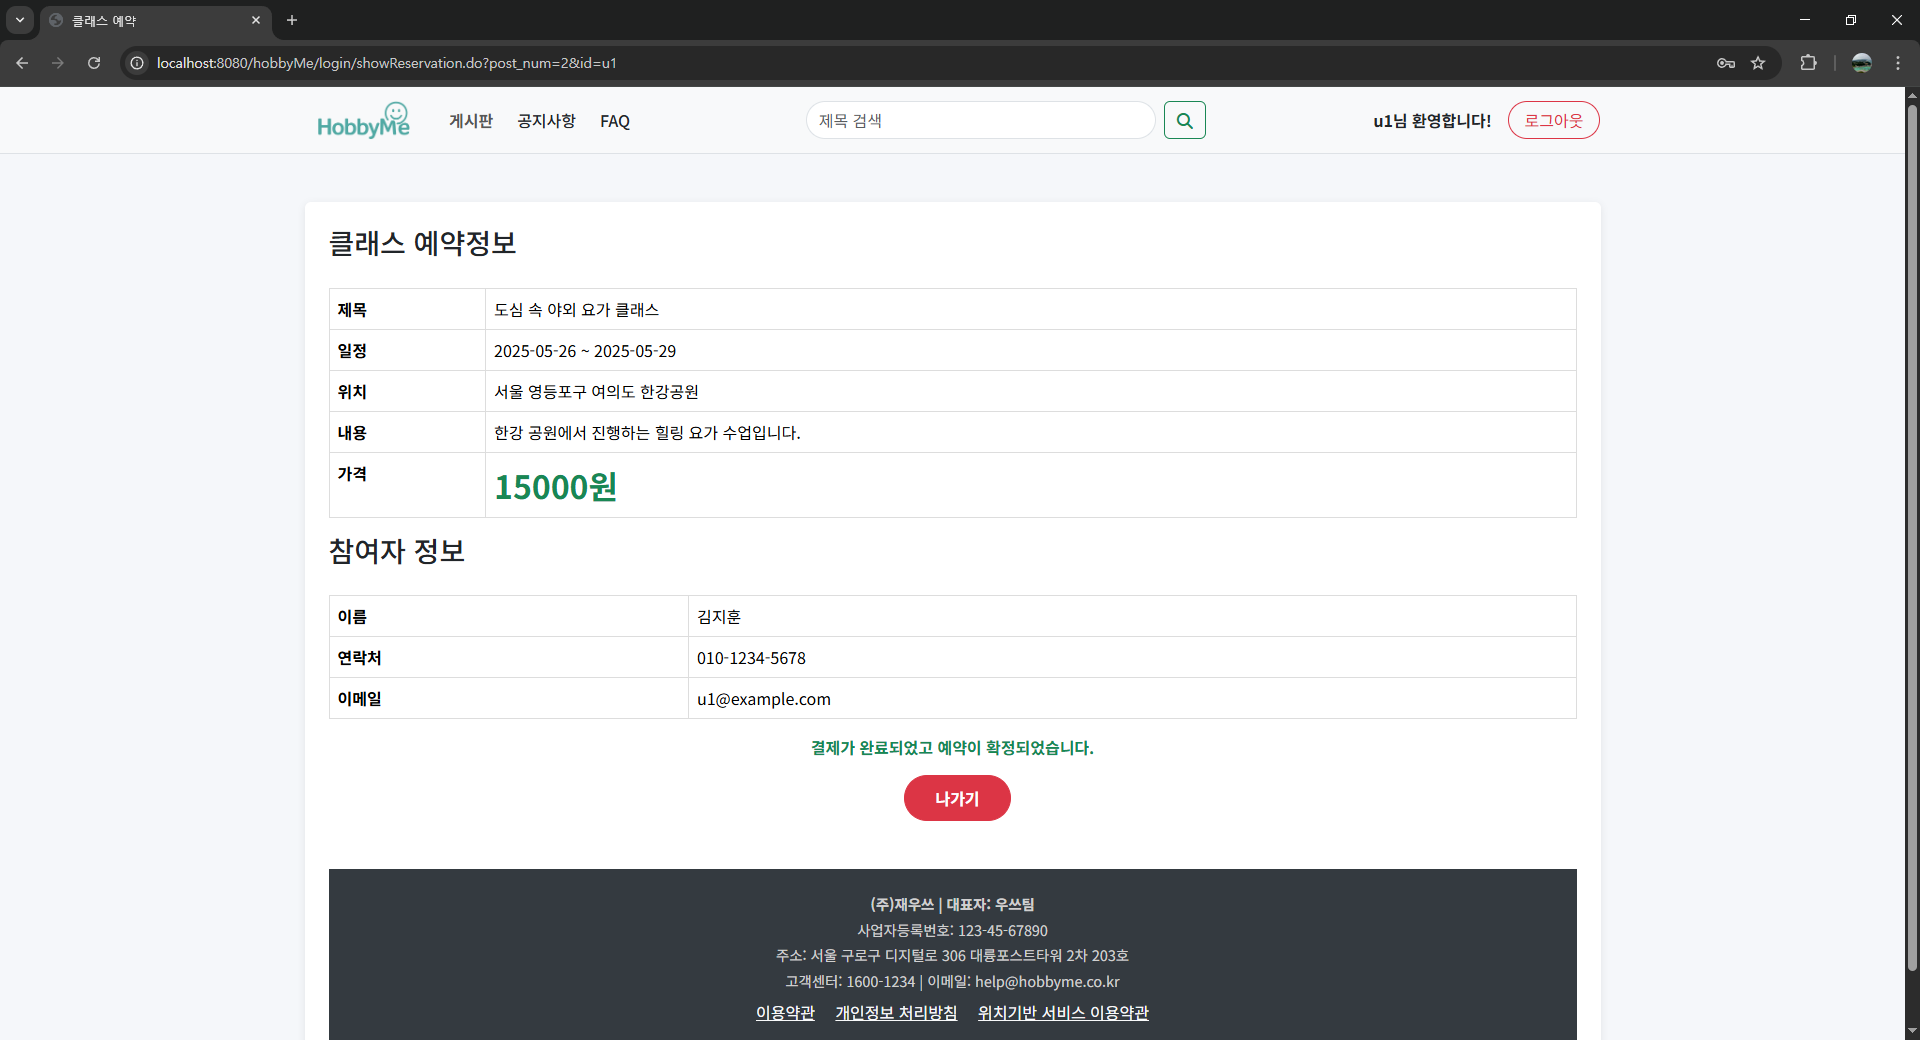 클래스 예약
localhost:8080/hobbyMe/login/showReservation.do?post_num=2&id=u1
HobbyMe 게시판 공지사항 FAQ 제목 검색 u1님 환영합니다! 로그아웃
클래스 예약정보
제목 도심 속 야외 요가 클래스
일정 2025-05-26 ~ 2025-05-29
위치 서울 영등포구 여의도 한강공원
내용 한강 공원에서 진행하는 힐링 요가 수업입니다.
가격 15000원
참여자 정보
이름 김지훈
연락처 010-1234-5678
이메일 u1@example.com
결제가 완료되었고 예약이 확정되었습니다.
나가기
(주)재우쓰 | 대표자: 우쓰팀
사업자등록번호: 123-45-67890
주소: 서울 구로구 디지털로 306 대륭포스트타워 2차 203호
고객센터: 1600-1234 | 이메일: help@hobbyme.co.kr
이용약관 개인정보 처리방침 위치기반 서비스 이용약관